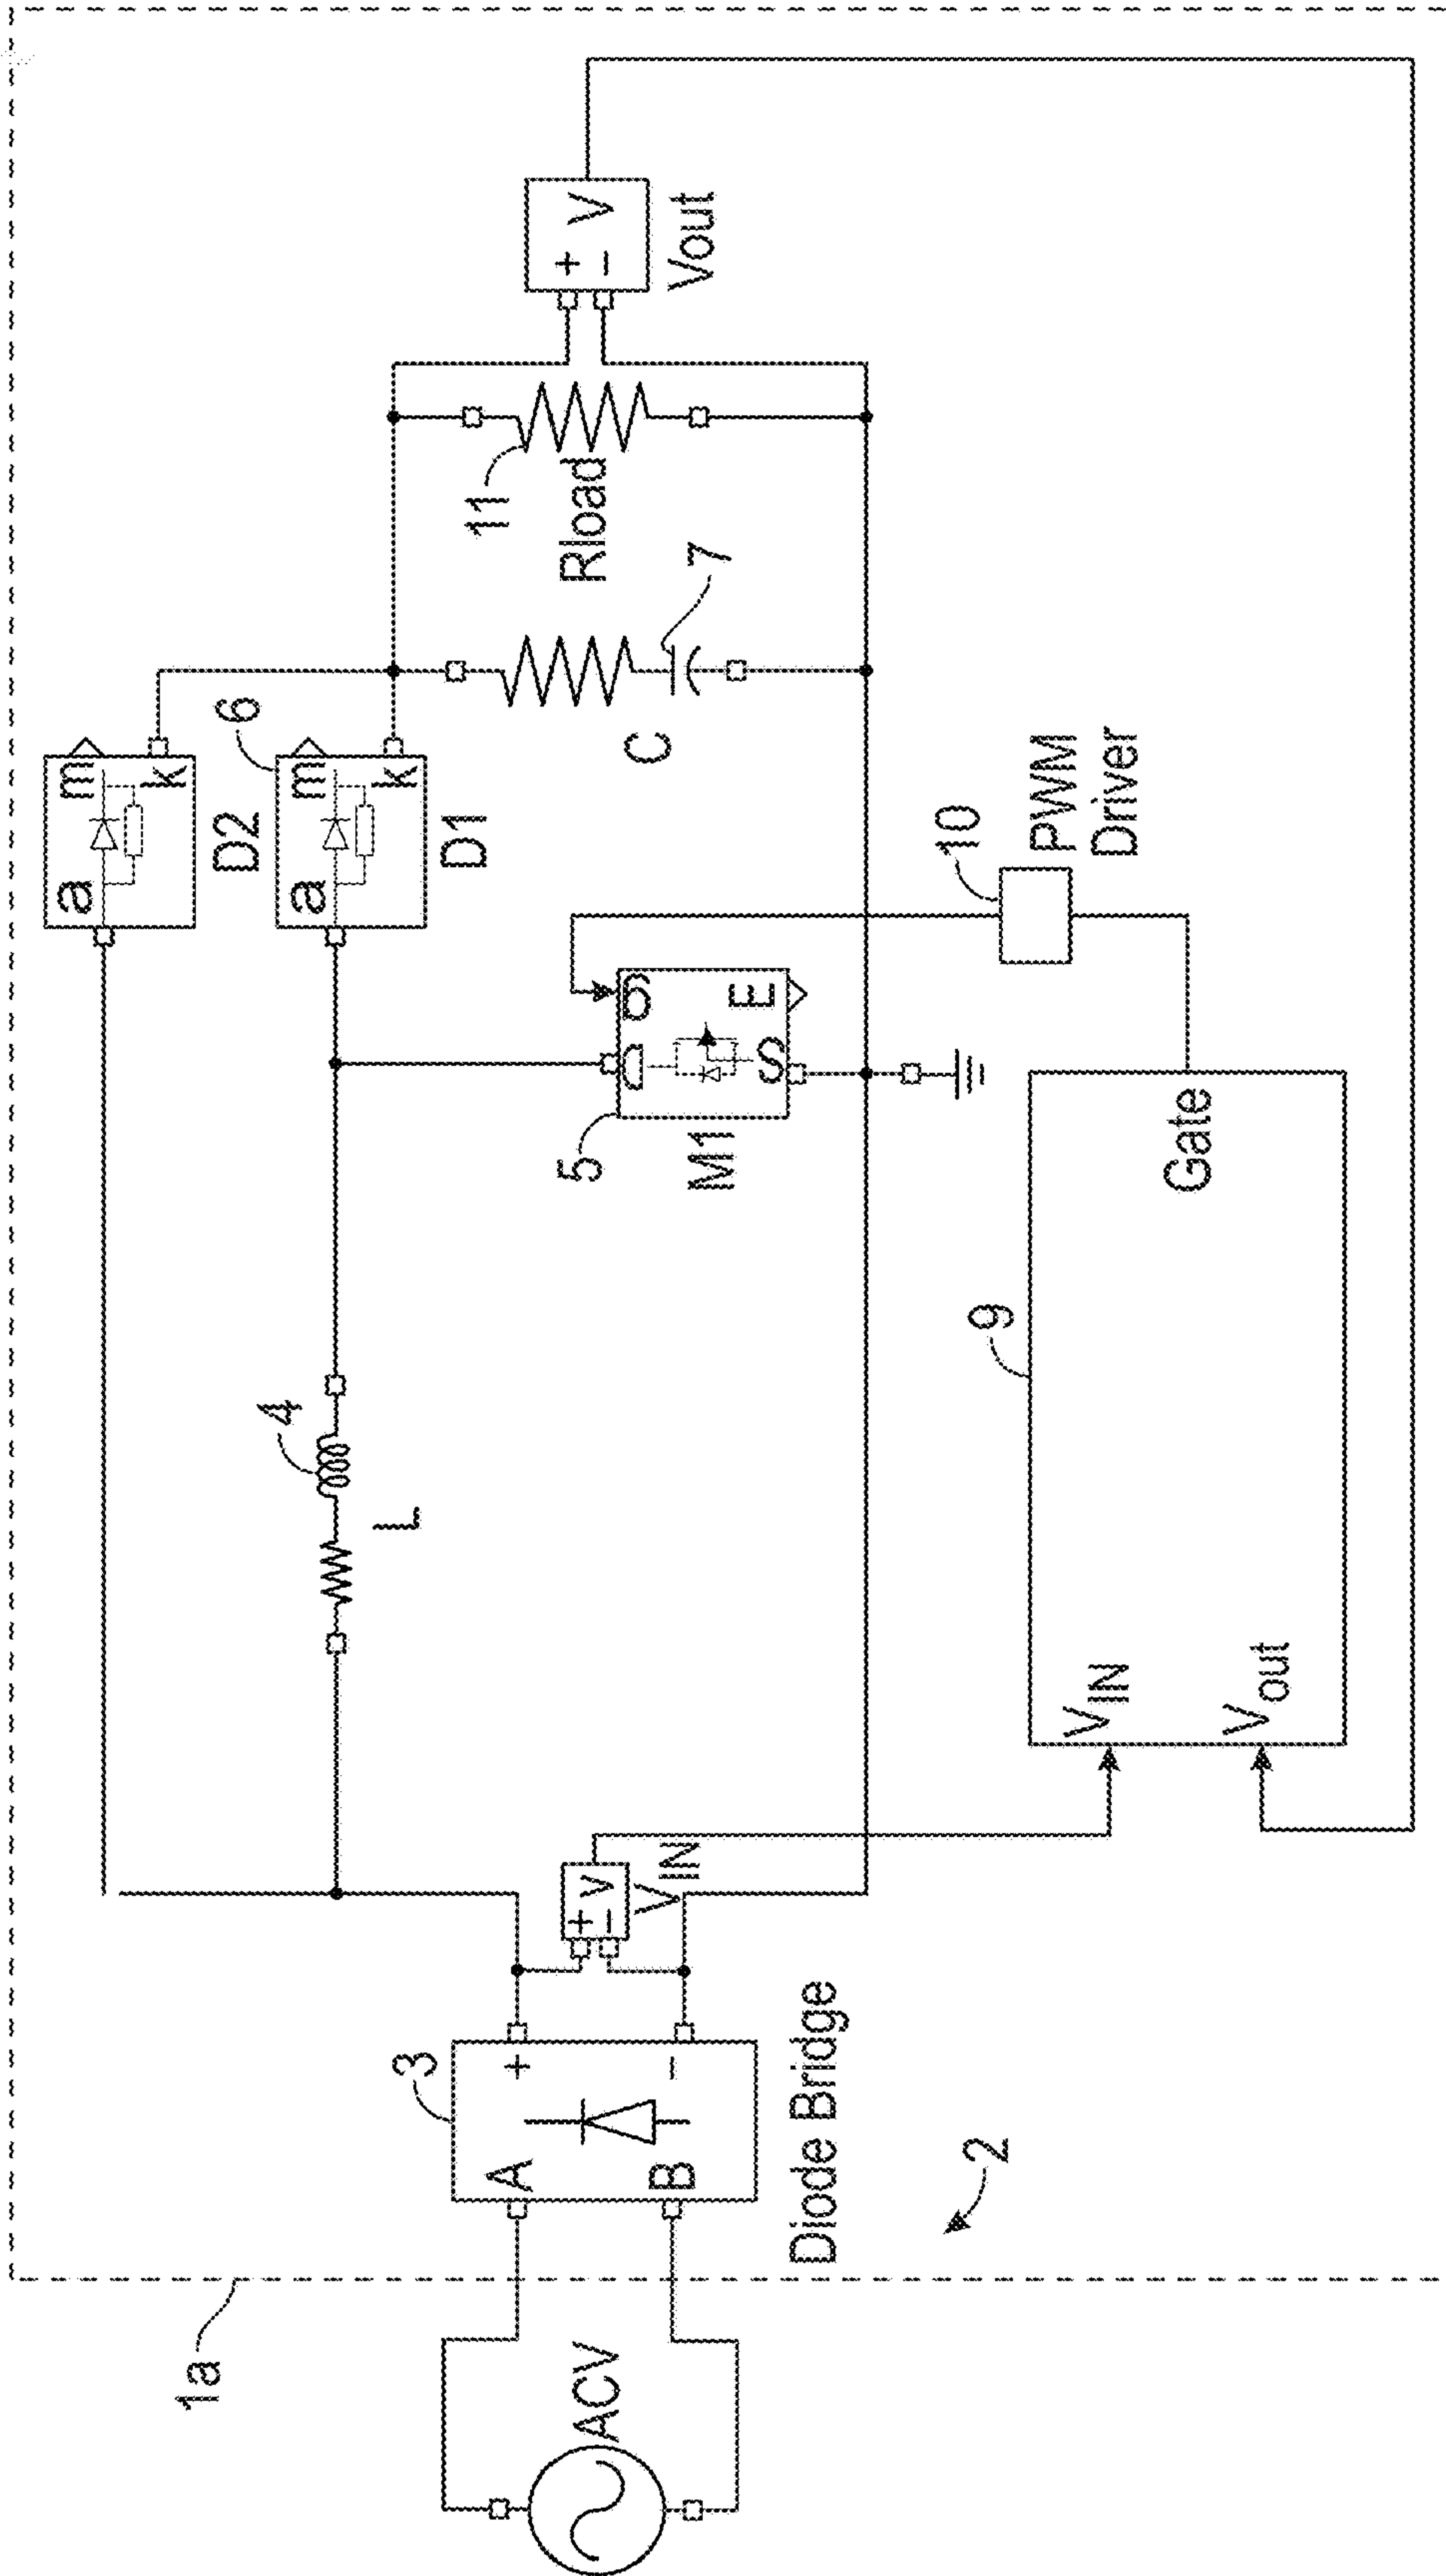 1a
ACV
2
3
A
B
+
−
Diode Bridge
+
−
v
VIN
4
L
a
m
k
D2
6
a
m
k
D1
5
D
g
S
E
M1
C
7
11
Rload
+
−
V
Vout
9
VIN
Vout
Gate
10
PWM
Driver